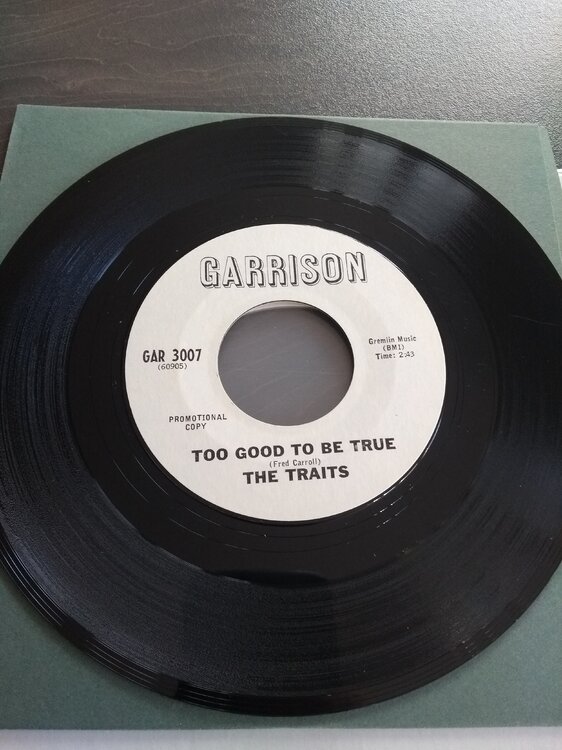 GARRISON
GAR 3007
(60905)
Gremlin Music
(BMI)
Time: 2:43
PROMOTIONAL
COPY
TOO GOOD TO BE TRUE
(Fred Carroll)
THE TRAITS